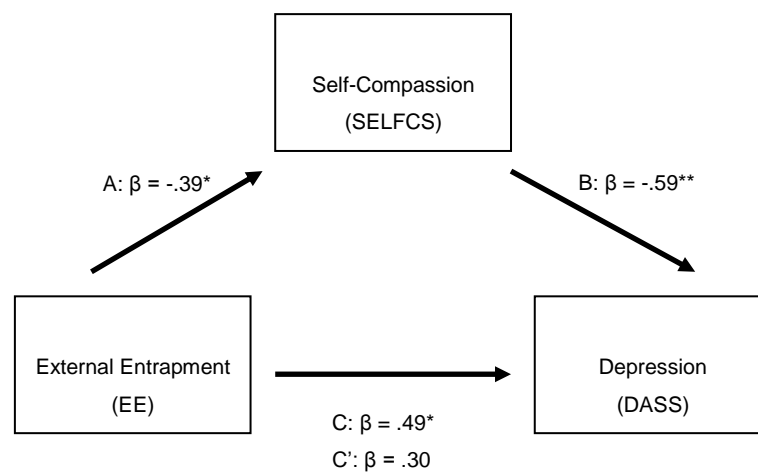 Self-Compassion
(SELFCS)
A: β = -.39*
B: β = -.59**
External Entrapment
(EE)
Depression
(DASS)
C: β = .49*
C’: β = .30